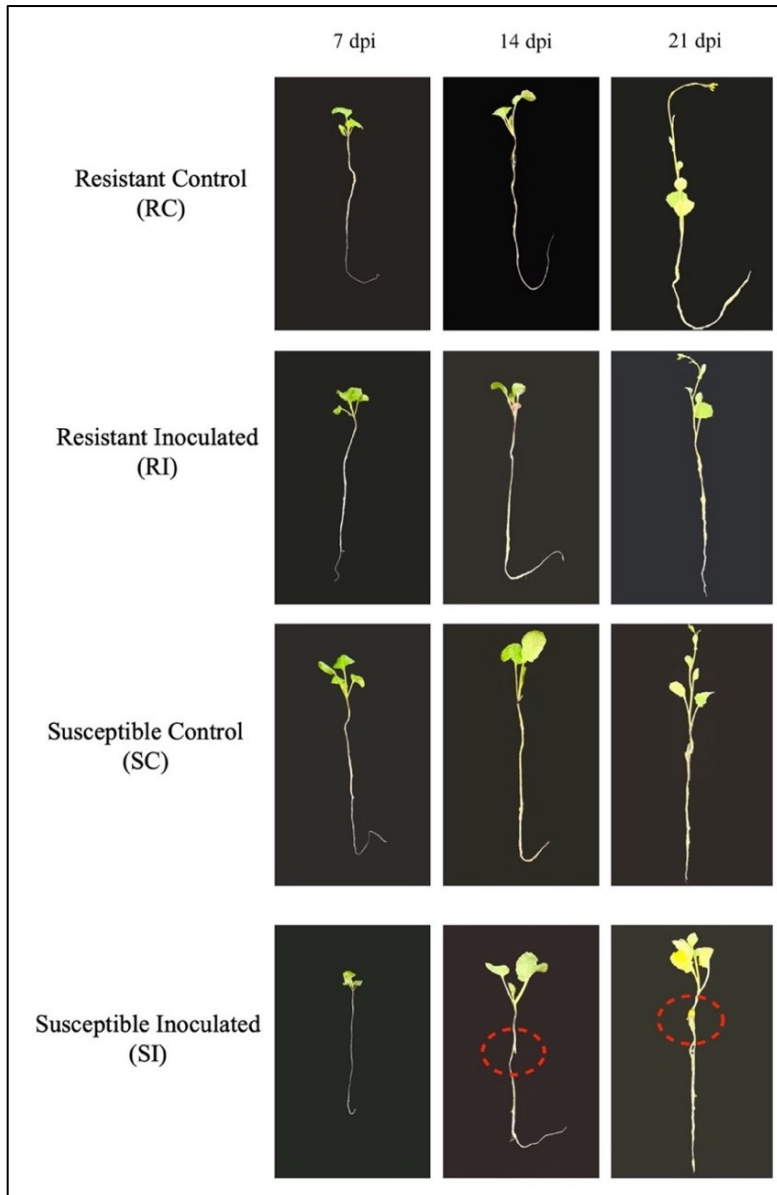 7 dpi 14 dpi 21 dpi
Resistant Control
(RC)
Resistant Inoculated
(RI)
Susceptible Control
(SC)
Susceptible Inoculated
(SI)